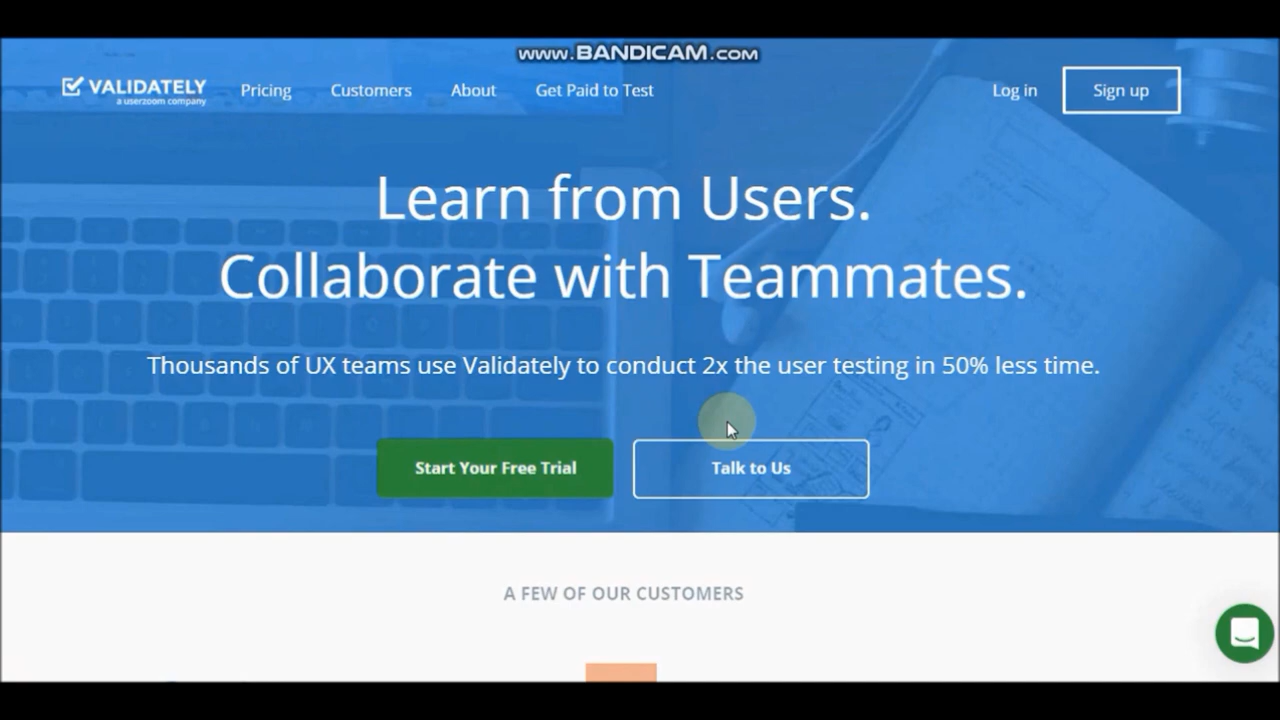 www.BANDICAM.com
VALIDATELY
a userzoom company
Pricing
Customers
About
Get Paid to Test
Log in
Sign up
Learn from Users.
Collaborate with Teammates.
Thousands of UX teams use Validately to conduct 2x the user testing in 50% less time.
Start Your Free Trial
Talk to Us
A FEW OF OUR CUSTOMERS